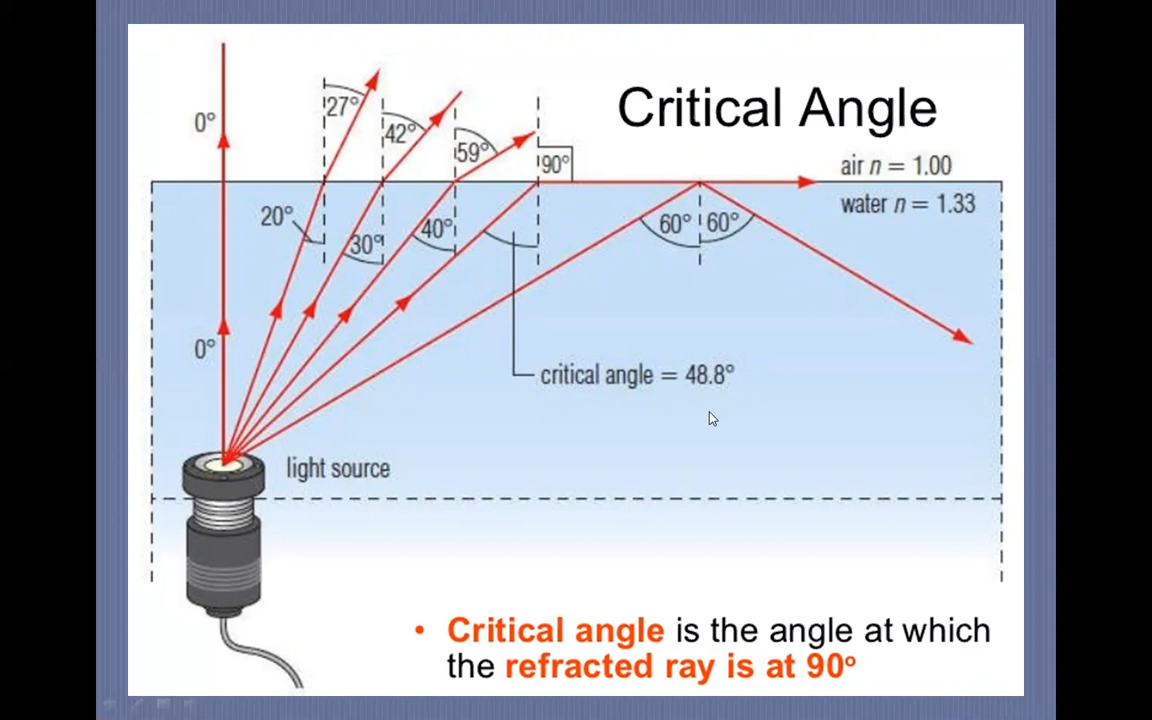 Critical Angle
0°
27°
42°
59°
90°
air n = 1.00
water n = 1.33
20°
30°
40°
60° 60°
0°
critical angle = 48.8°
light source
• Critical angle is the angle at which
the refracted ray is at 90º